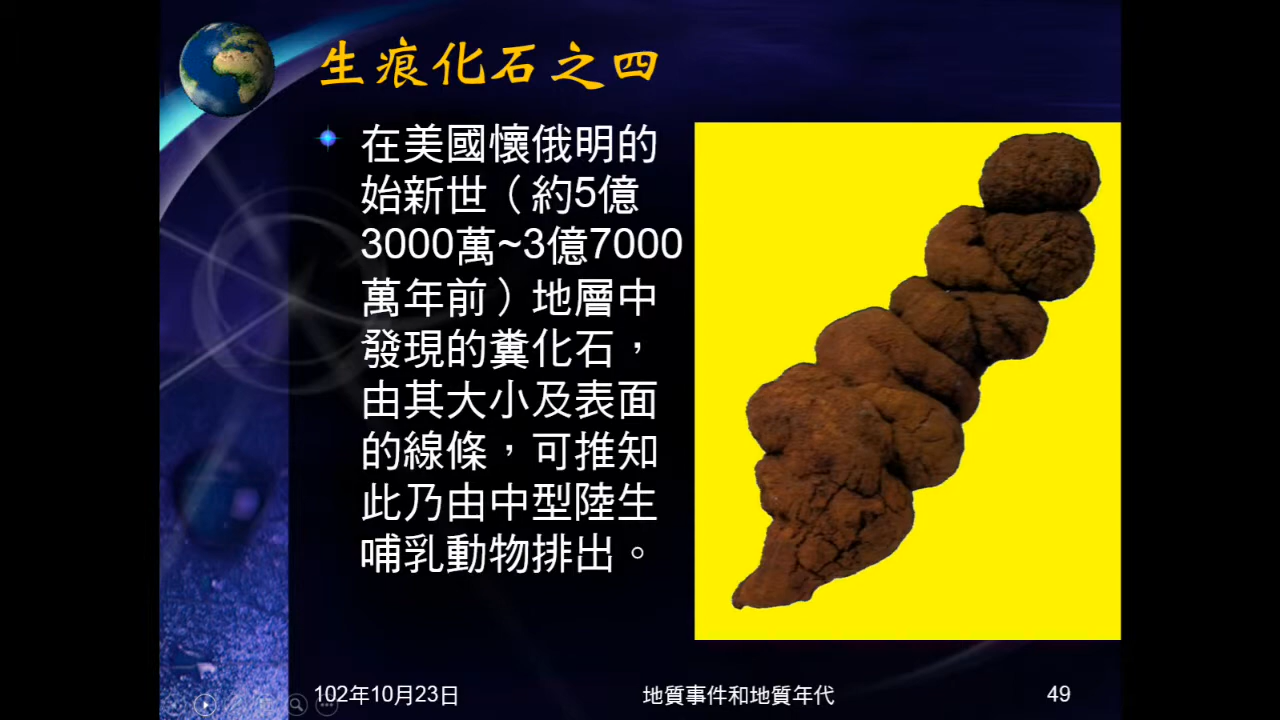 生痕化石之四
在美國懷俄明的
始新世（約5億
3000萬~3億7000
萬年前）地層中
發現的糞化石，
由其大小及表面
的線條，可推知
此乃由中型陸生
哺乳動物排出。
102年10月23日
地質事件和地質年代
49